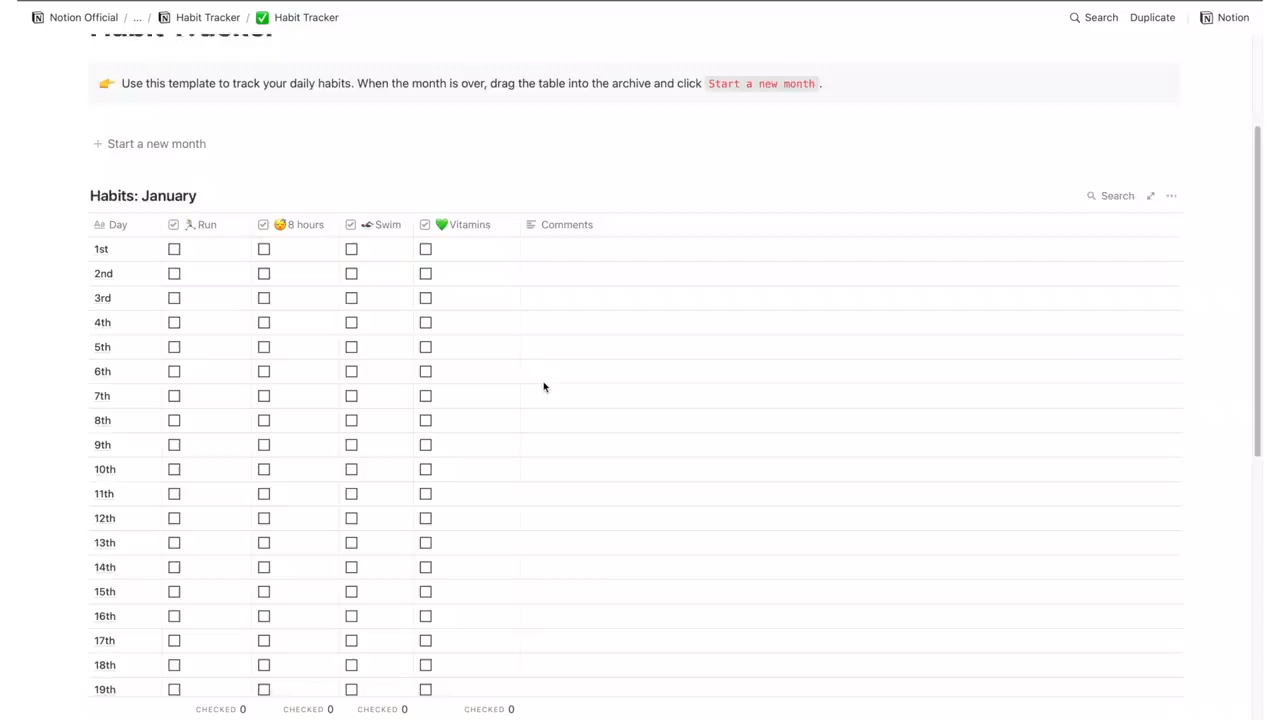 Notion Official / ... / Habit Tracker / Habit Tracker Search Duplicate Notion
Habit Tracker
Use this template to track your daily habits. When the month is over, drag the table into the archive and click Start a new month .
+ Start a new month
Habits: January Search
Aa Day Run 8 hours Swim Vitamins Comments
1st
2nd
3rd
4th
5th
6th
7th
8th
9th
10th
11th
12th
13th
14th
15th
16th
17th
18th
19th
CHECKED 0 CHECKED 0 CHECKED 0 CHECKED 0